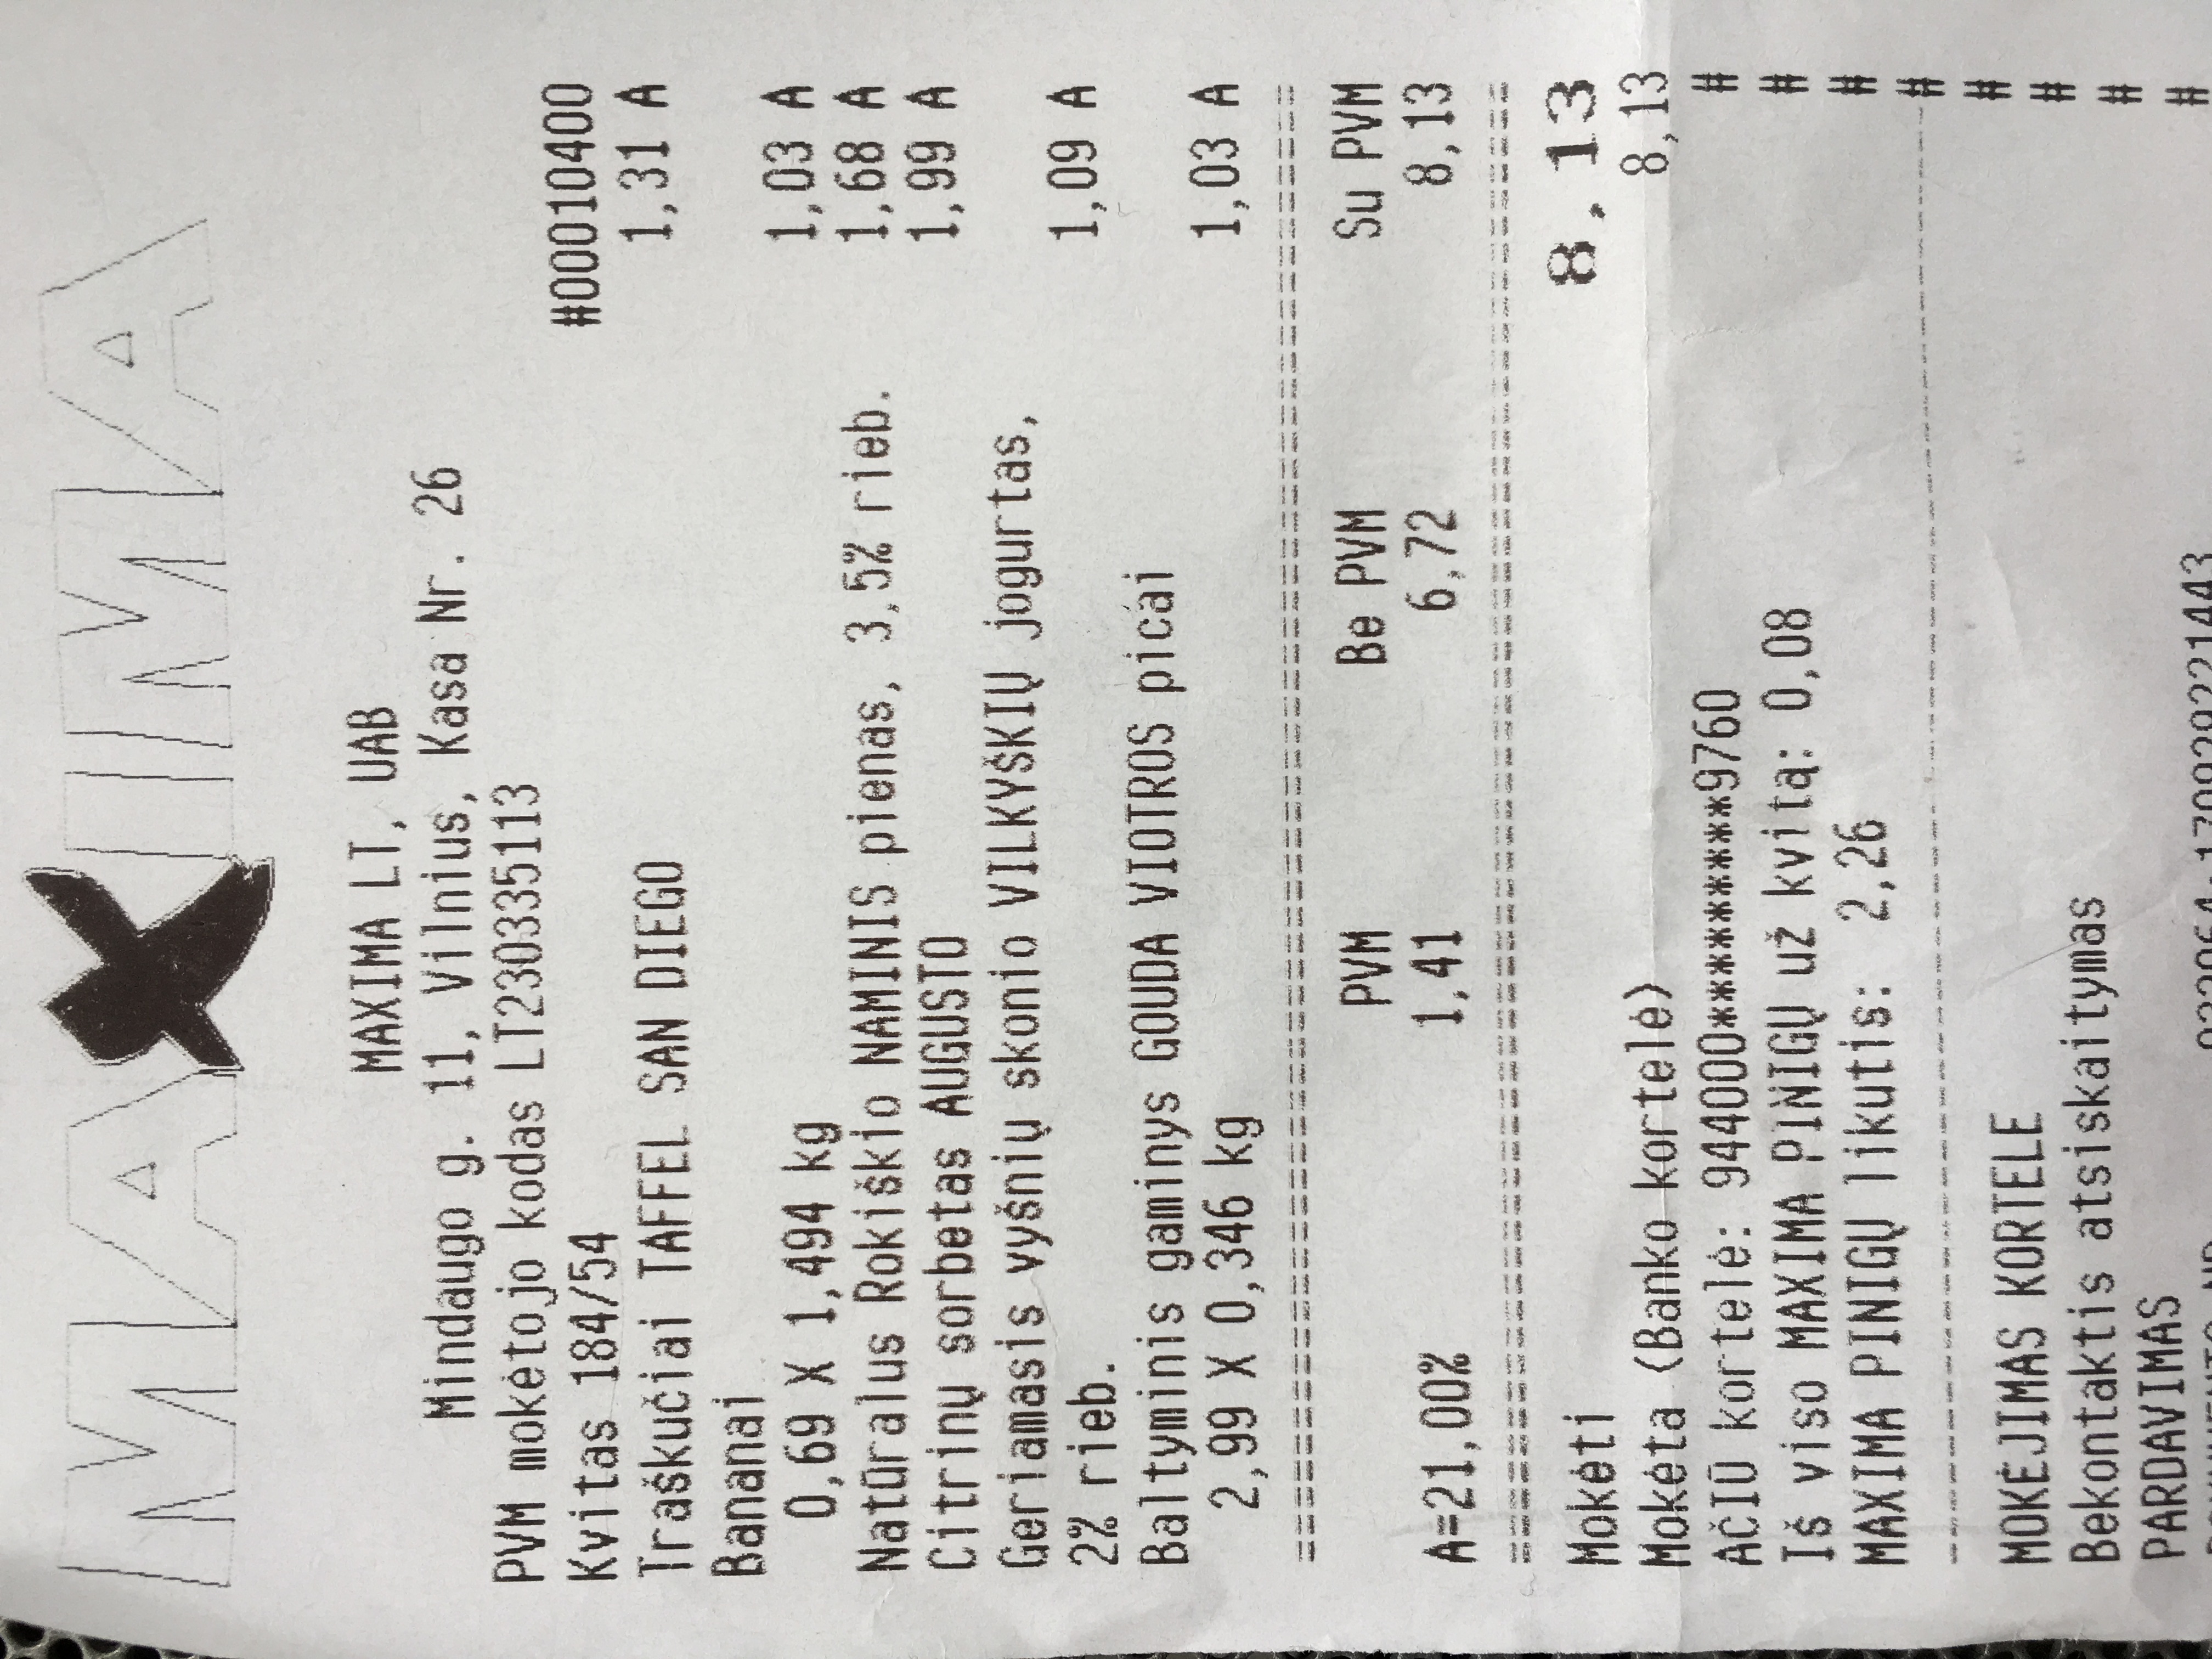 MAXIMA
MAXIMA LT, UAB
Mindaugo g. 11, Vilnius, Kasa Nr. 26
PVM mokėtojo kodas LT230335113
Kvitas 184/54 #00010400
Traškučiai TAFFEL SAN DIEGO 1,31 A
Bananai
0,69 X 1,494 kg 1,03 A
Natūralus Rokiškio NAMINIS pienas, 3,5% rieb. 1,68 A
Citrinų sorbetas AUGUSTO 1,99 A
Geriamasis vyšnių skonio VILKYŠKIŲ jogurtas,
2% rieb. 1,09 A
Baltyminis gaminys GOUDA VIOTROS picai
2,99 X 0,346 kg 1,03 A
PVM Be PVM Su PVM
A=21,00% 1,41 6,72 8,13
Mokėti 8,13
Mokėta (Banko kortelė) 8,13
AČIŪ kortelė: 944000*********9760 #
Iš viso MAXIMA PINIGŲ už kvitą: 0,08 #
MAXIMA PINIGŲ likutis: 2,26 #
#
MOKĖJIMAS KORTELE #
Bekontaktis atsiskaitymas #
PARDAVIMAS #
#